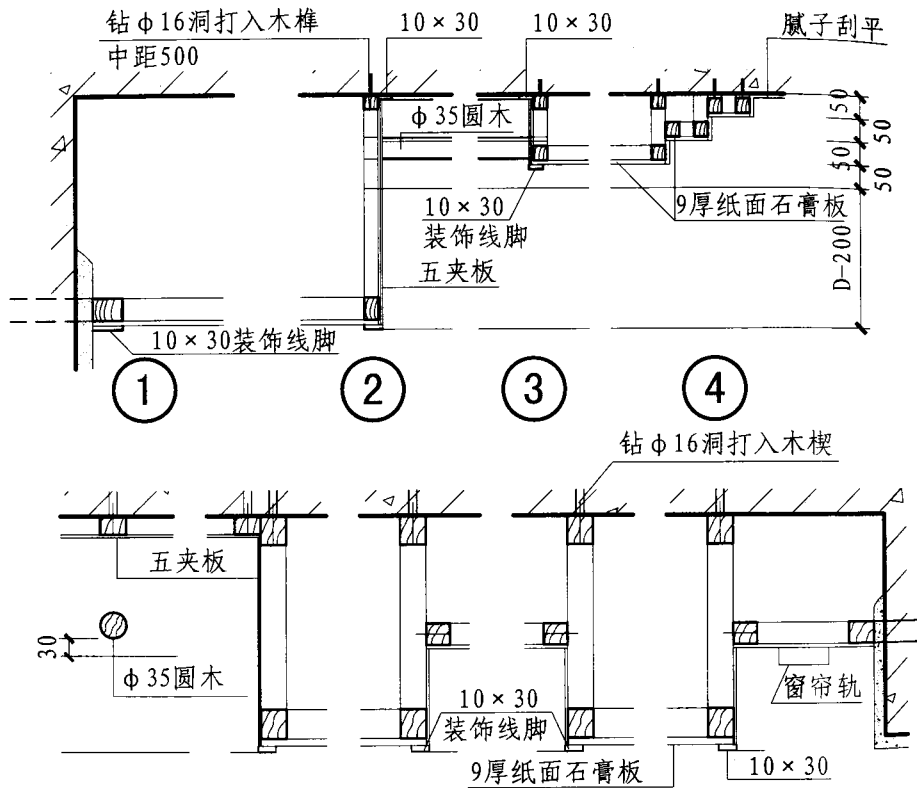 钻φ16洞打入木榫
中距500
10×30
10×30
腻子刮平
φ35圆木
50
50
50
50
10×30
装饰线脚
9厚纸面石膏板
五夹板
D-200
10×30装饰线脚
1
2
3
4
钻φ16洞打入木楔
五夹板
30
φ35圆木
10×30
装饰线脚
窗帘轨
9厚纸面石膏板
10×30